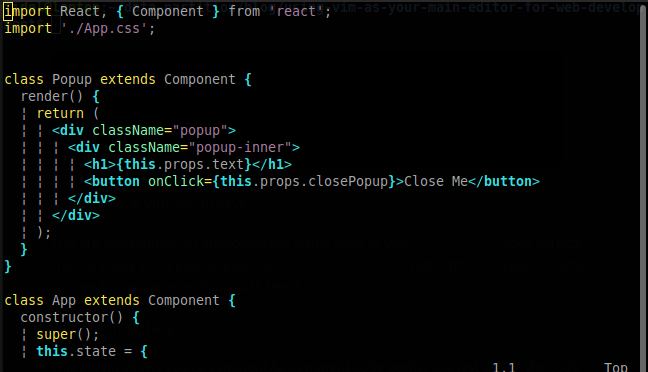 import React, { Component } from 'react';
import './App.css';
class Popup extends Component {
render() {
¦ return (
¦ ¦ <div className="popup">
¦ ¦ ¦ <div className="popup-inner">
¦ ¦ ¦ ¦ <h1>{this.props.text}</h1>
¦ ¦ ¦ ¦ <button onClick={this.props.closePopup}>Close Me</button>
¦ ¦ ¦ </div>
¦ ¦ </div>
¦ );
}
}
class App extends Component {
constructor() {
¦ super();
¦ this.state = {
1,1 Top